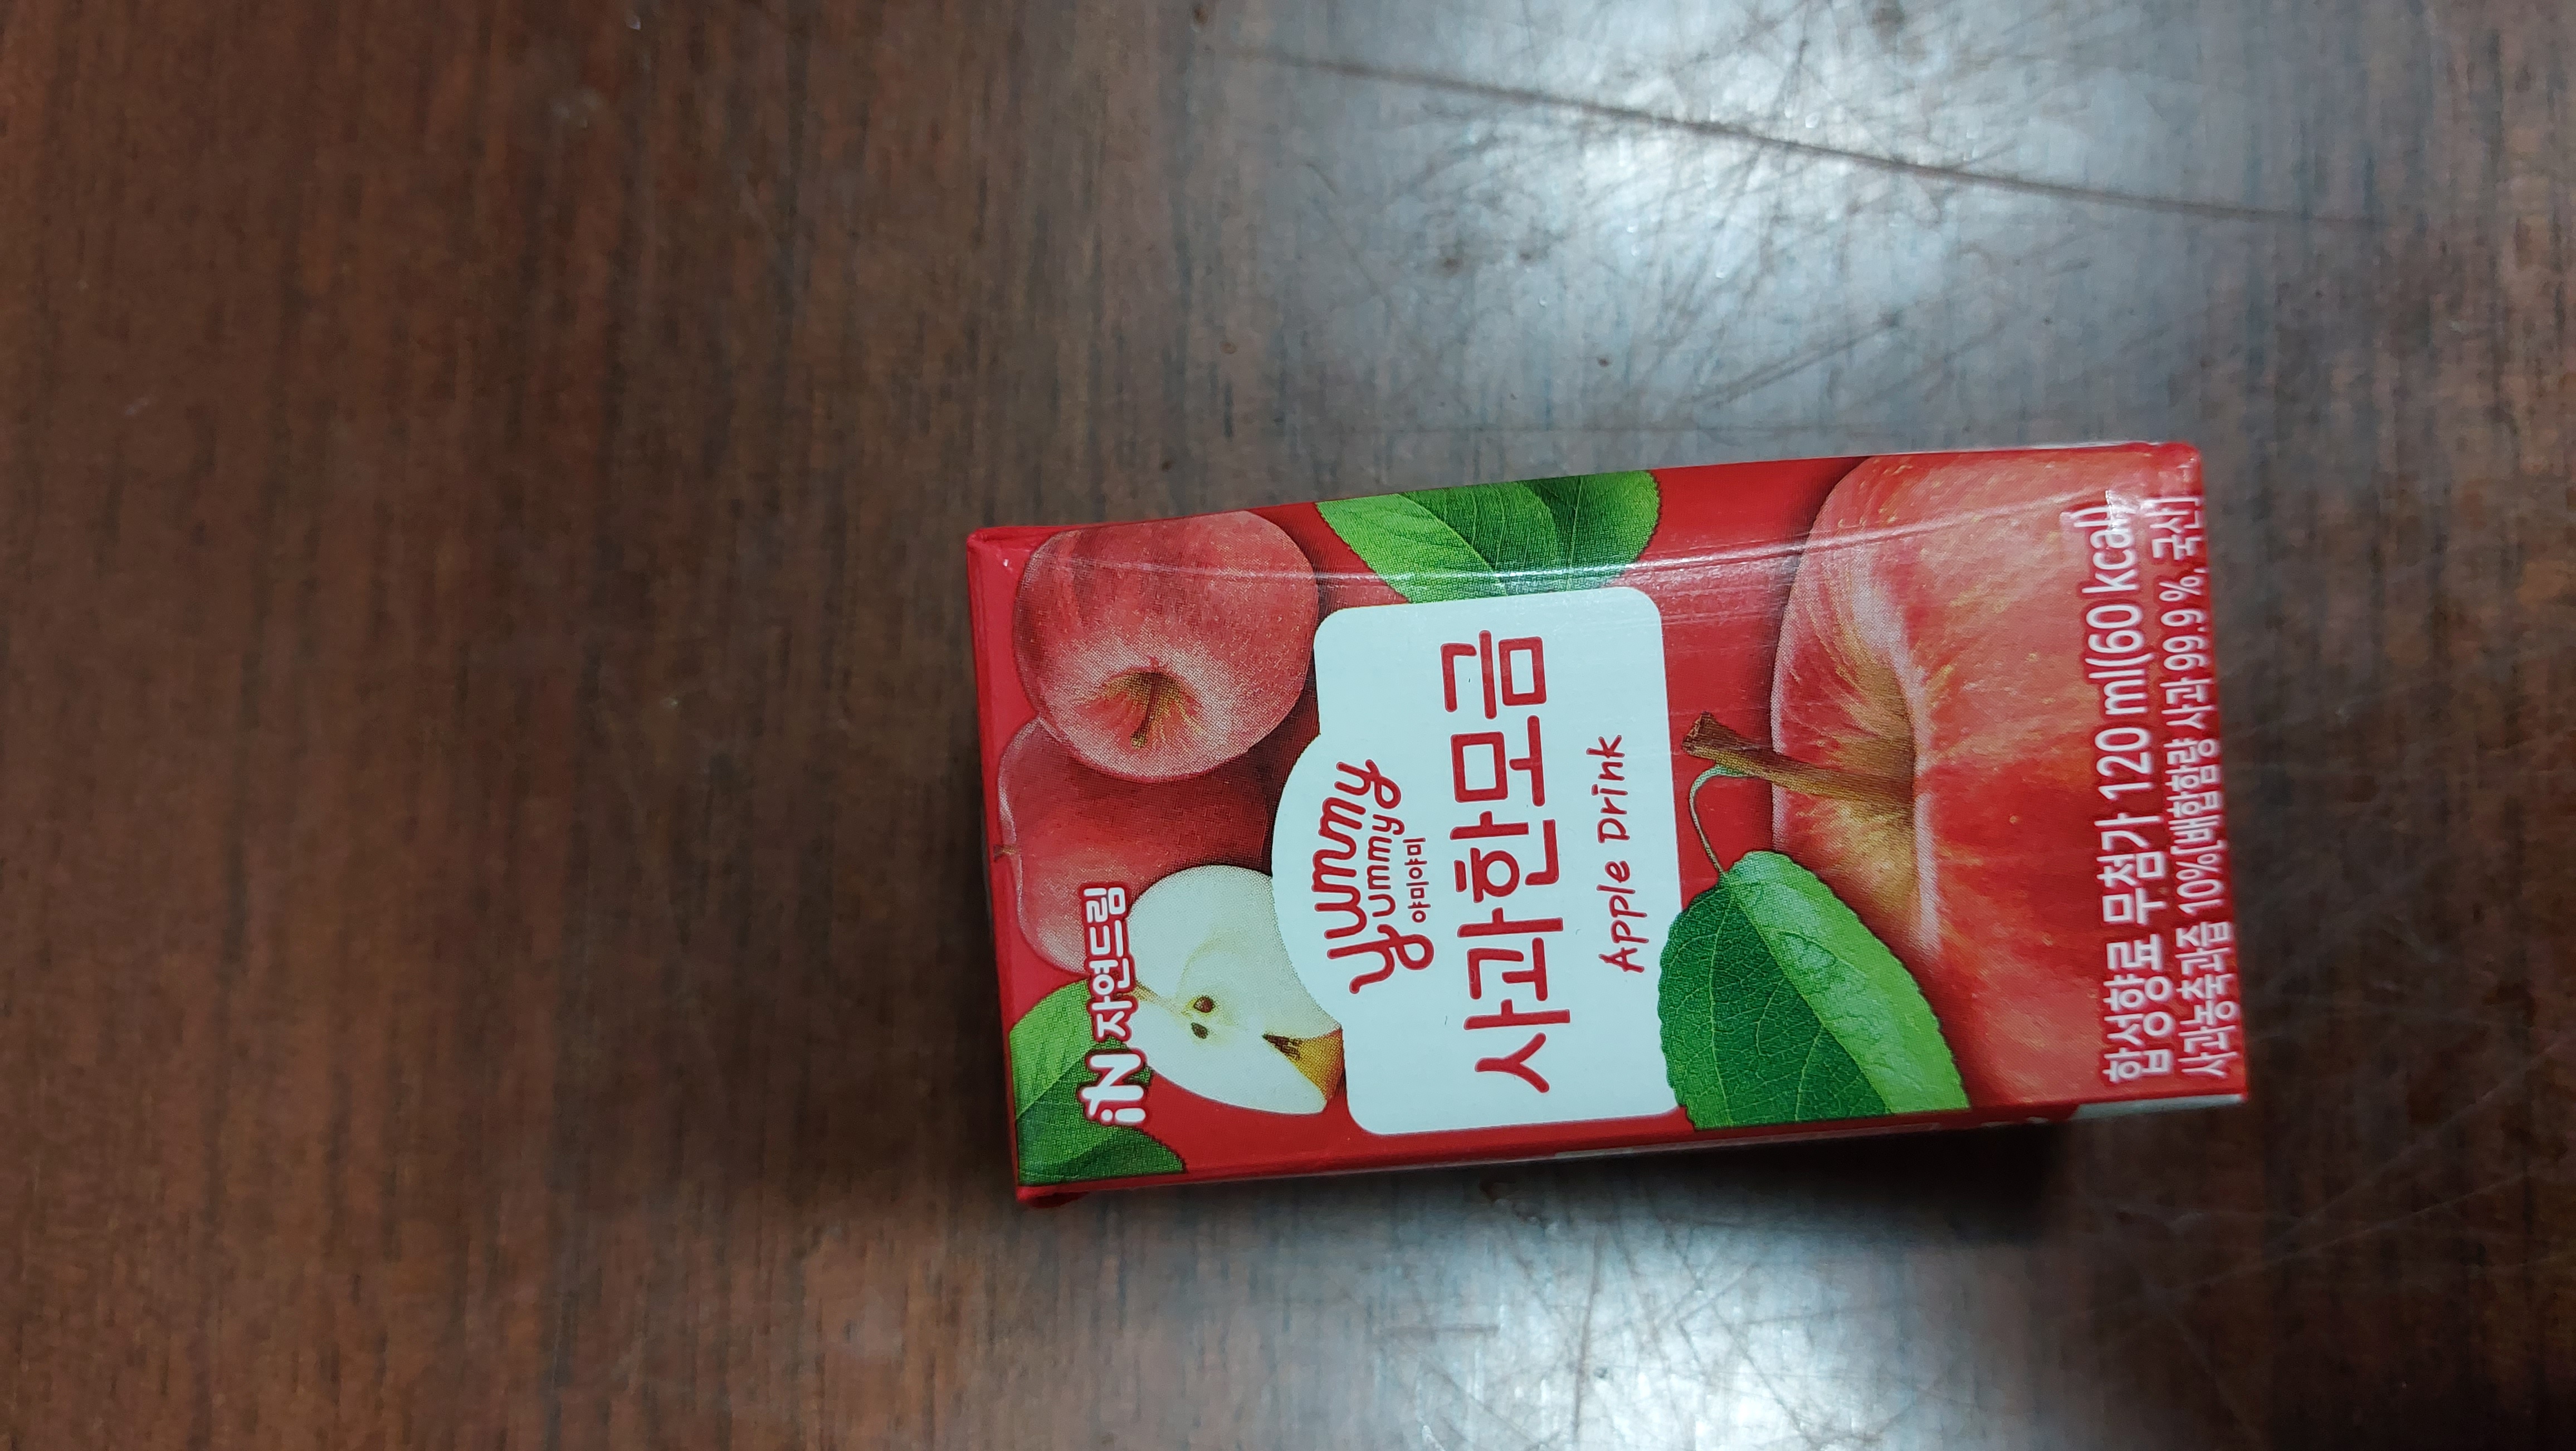 iN 자연드림
yummy
yummy
야미야미
사과한모금
Apple Drink
합성향료 무첨가 120 ml(60 kcal)
사과농축과즙 10%[배합함량 사과 99.9 %, 국산]